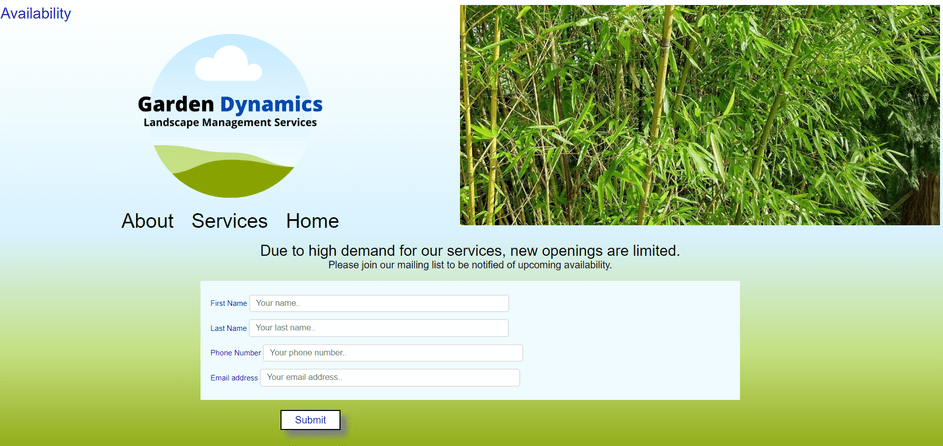 Availability
Garden Dynamics
Landscape Management Services
About Services Home
Due to high demand for our services, new openings are limited.
Please join our mailing list to be notified of upcoming availability.
First Name Your name..
Last Name Your last name..
Phone Number Your phone number..
Email address Your email address..
Submit